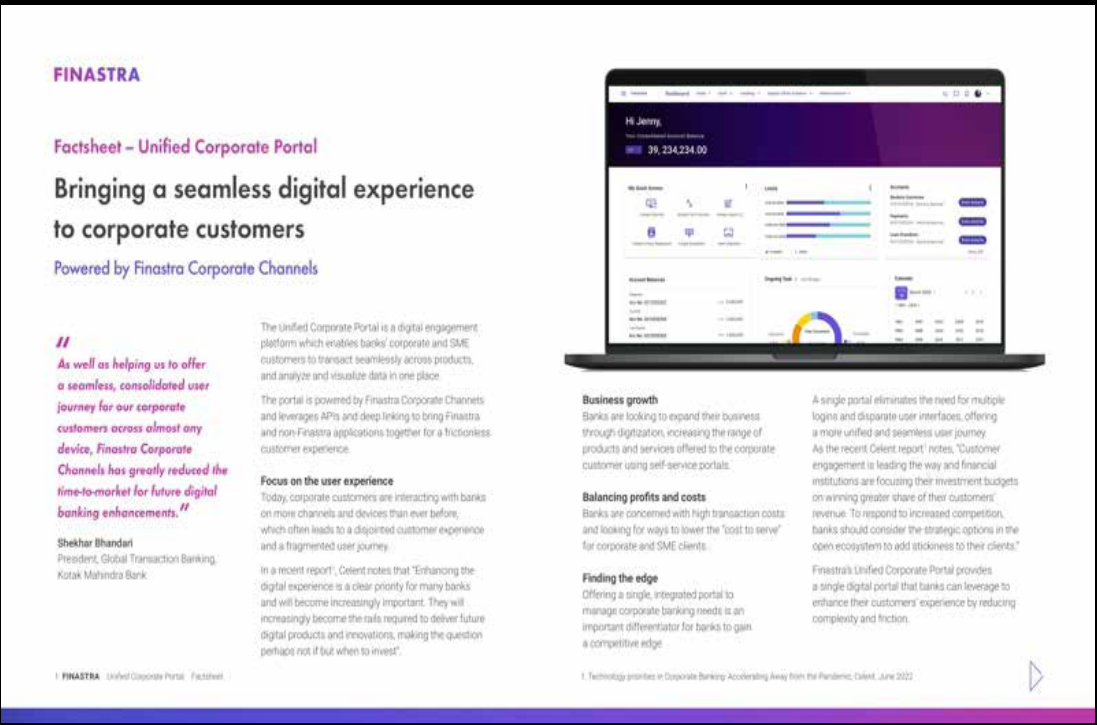 FINASTRA
Factsheet – Unified Corporate Portal
Bringing a seamless digital experience
to corporate customers
Powered by Finastra Corporate Channels
"
As well as helping us to offer
a seamless, consolidated user
journey for our corporate
customers across almost any
device, Finastra Corporate
Channels has greatly reduced the
time-to-market for future digital
banking enhancements."
Shekhar Bhandari
President, Global Transaction Banking,
Kotak Mahindra Bank
The Unified Corporate Portal is a digital engagement
platform which enables banks' corporate and SME
customers to transact seamlessly across products,
and analyze and visualize data in one place.
The portal is powered by Finastra Corporate Channels
and leverages APIs and deep linking to bring Finastra
and non-Finastra applications together for a frictionless
customer experience.
Focus on the user experience
Today, corporate customers are interacting with banks
on more channels and devices than ever before,
which often leads to a disjointed customer experience
and a fragmented user journey.
In a recent report¹, Celent notes that "Enhancing the
digital experience is a clear priority for many banks
and will become increasingly important. They will
increasingly become the rails required to deliver future
digital products and innovations, making the question
perhaps not if but when to invest".
Hi Jenny,
Your Consolidated Account Balance
39, 234,234.00
My Quick Access
Limits
Accounts
Account Balances
Ongoing Task
Calendar
Business growth
Banks are looking to expand their business
through digitization, increasing the range of
products and services offered to the corporate
customer using self-service portals.
Balancing profits and costs
Banks are concerned with high transaction costs
and looking for ways to lower the "cost to serve"
for corporate and SME clients.
Finding the edge
Offering a single, integrated portal to
manage corporate banking needs is an
important differentiator for banks to gain
a competitive edge
A single portal eliminates the need for multiple
logins and disparate user interfaces, offering
a more unified and seamless user journey.
As the recent Celent report¹ notes, "Customer
engagement is leading the way and financial
institutions are focusing their investment budgets
on winning greater share of their customers'
revenue. To respond to increased competition,
banks should consider the strategic options in the
open ecosystem to add stickiness to their clients."
Finastra's Unified Corporate Portal provides
a single digital portal that banks can leverage to
enhance their customers' experience by reducing
complexity and friction.
1 FINASTRA Unified Corporate Portal Factsheet
1. Technology priorities in Corporate Banking: Accelerating Away from the Pandemic, Celent, June 2022